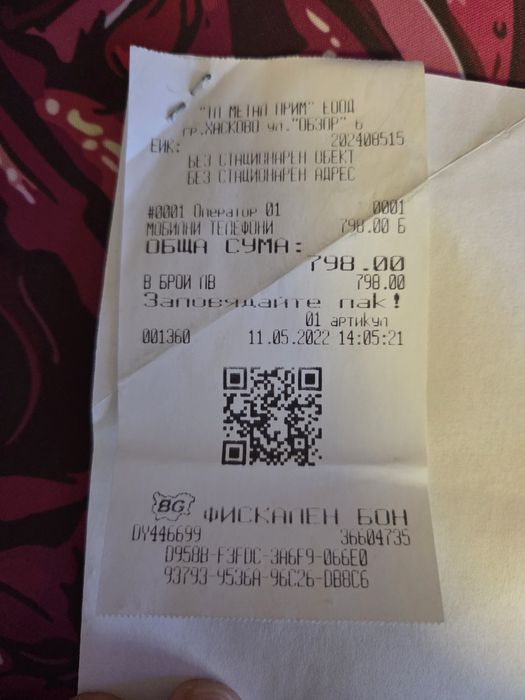 "ТП МЕТАЛ ПРИМ" ЕООД
гр.ХАСКОВО ул."ОБЗОР" 6
ЕИК: 202408515
БЕЗ СТАЦИОНАРЕН ОБЕКТ
БЕЗ СТАЦИОНАРЕН АДРЕС
#0001 Оператор 01 0001
МОБИЛНИ ТЕЛЕФОНИ 798.00 Б
ОБЩА СУМА:
798.00
В БРОЙ ЛВ 798.00
Заповядайте пак!
01 артикул
001360 11.05.2022 14:05:21
BG ФИСКАЛЕН БОН
DY446699 36604735
D958B-F3FDC-3A6F9-066E0
93793-9536A-96C26-DB8C6